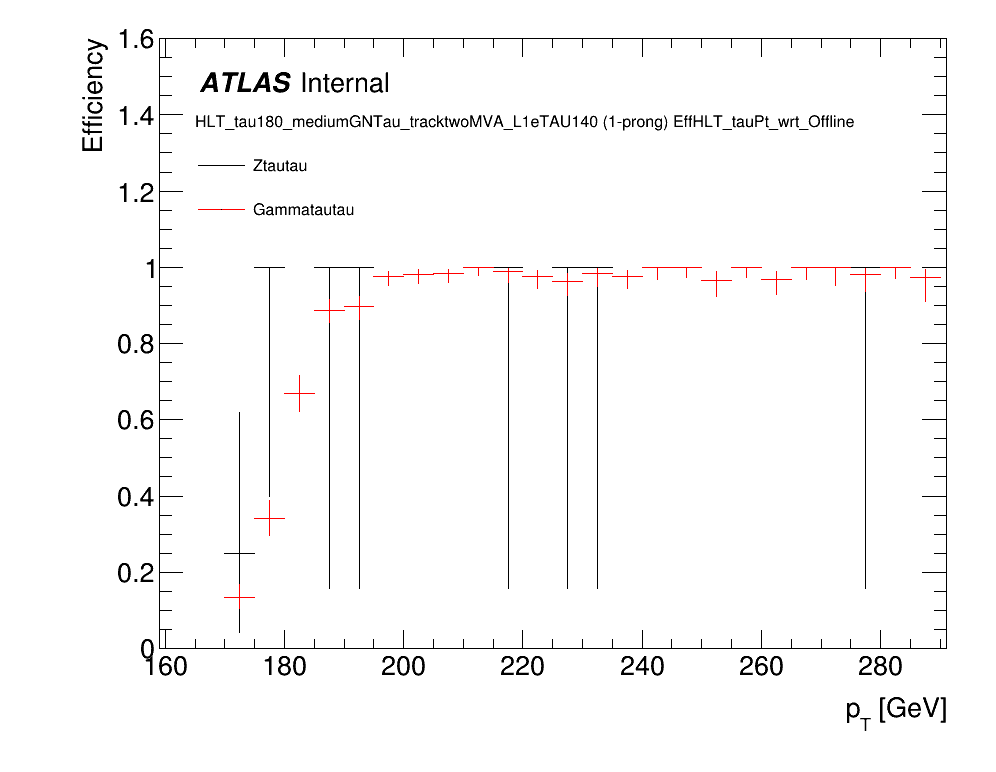 Efficiency
1.6
1.4
1.2
1
0.8
0.6
0.4
0.2
0
ATLAS Internal
HLT_tau180_mediumGNTau_tracktwoMVA_L1eTAU140 (1-prong) EffHLT_tauPt_wrt_Offline
Ztautau
Gammatautau
160 180 200 220 240 260 280
p_T [GeV]